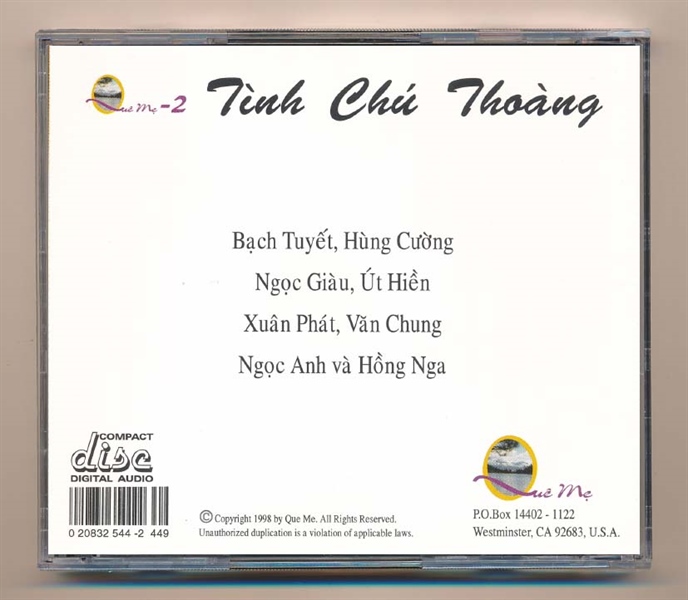 Quê Mẹ -2 Tình Chú Thoàng
Bạch Tuyết, Hùng Cường
Ngọc Giàu, Út Hiền
Xuân Phát, Văn Chung
Ngọc Anh và Hồng Nga
COMPACT
disc
DIGITAL AUDIO
0 20832 544 -2 449
© Copyright 1998 by Que Me. All Rights Reserved.
Unauthorized duplication is a violation of applicable laws.
Quê Mẹ
P.O.Box 14402 - 1122
Westminster, CA 92683, U.S.A.